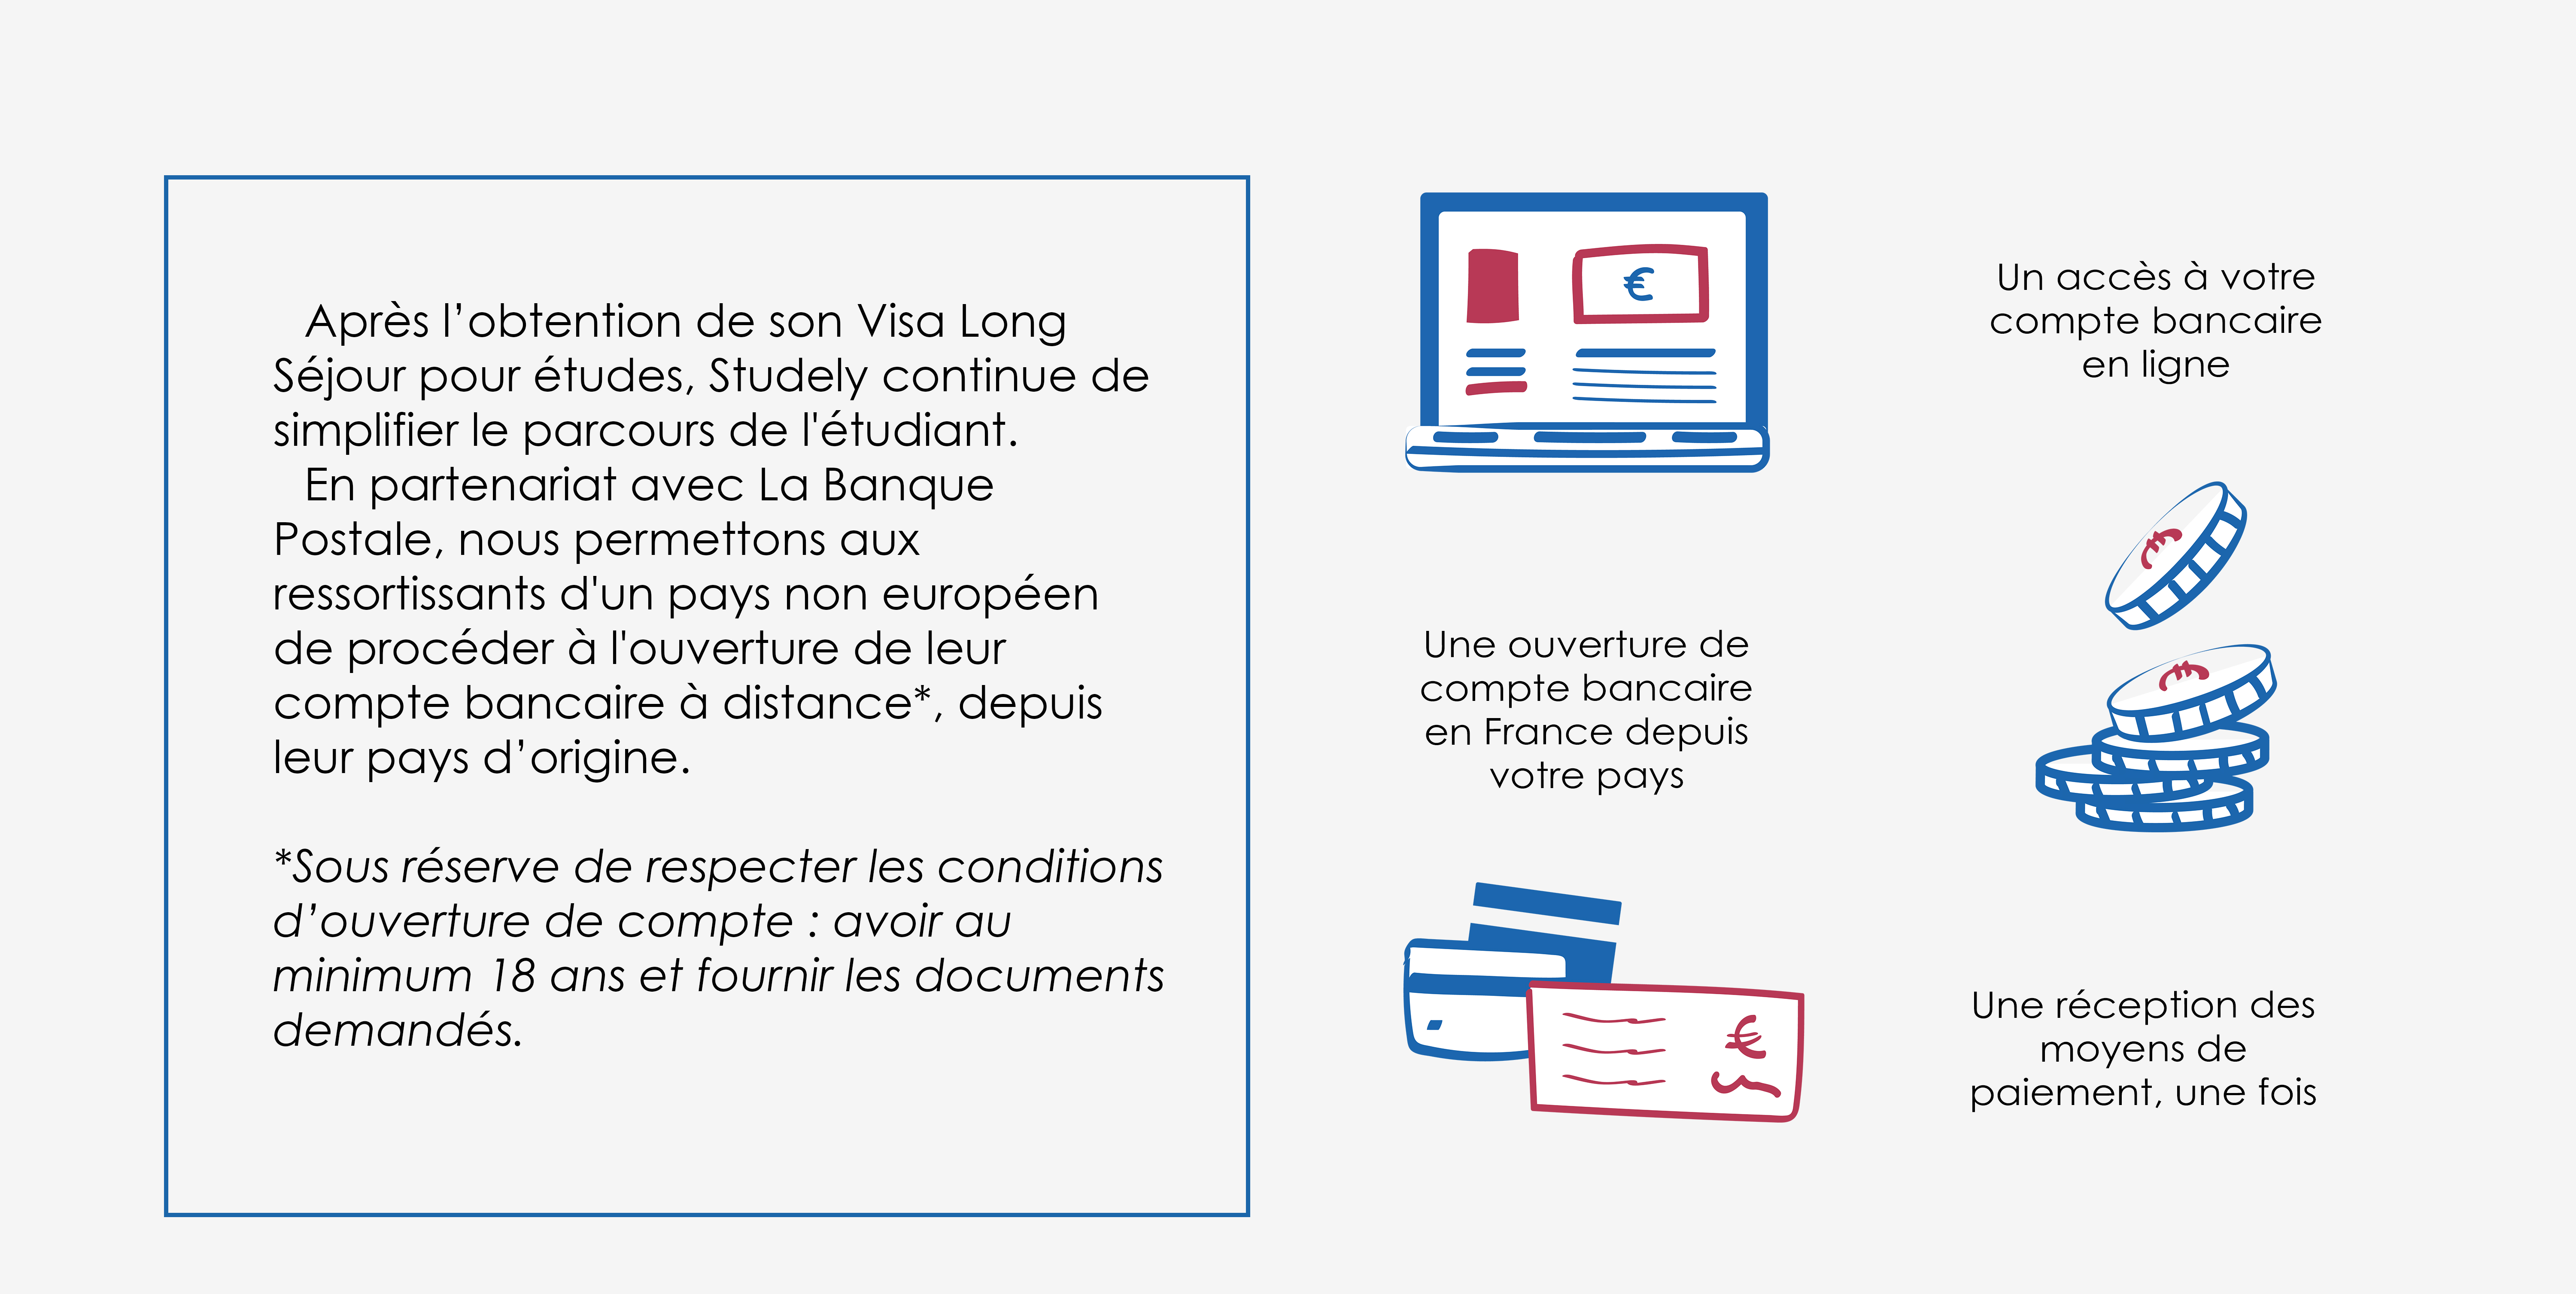 Après l’obtention de son Visa Long
Séjour pour études, Studely continue de
simplifier le parcours de l'étudiant.
En partenariat avec La Banque
Postale, nous permettons aux
ressortissants d'un pays non européen
de procéder à l'ouverture de leur
compte bancaire à distance*, depuis
leur pays d’origine.
*Sous réserve de respecter les conditions
d’ouverture de compte : avoir au
minimum 18 ans et fournir les documents
demandés.
€
Un accès à votre
compte bancaire
en ligne
Une ouverture de
compte bancaire
en France depuis
votre pays
€
€
€
Une réception des
moyens de
paiement, une fois